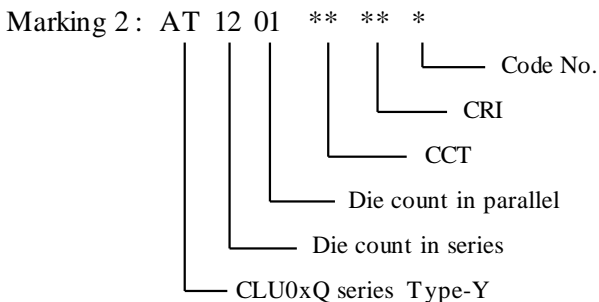 Marking 2 : AT 12 01 ** ** *
Code No.
CRI
CCT
Die count in parallel
Die count in series
CLU0xQ series Type-Y